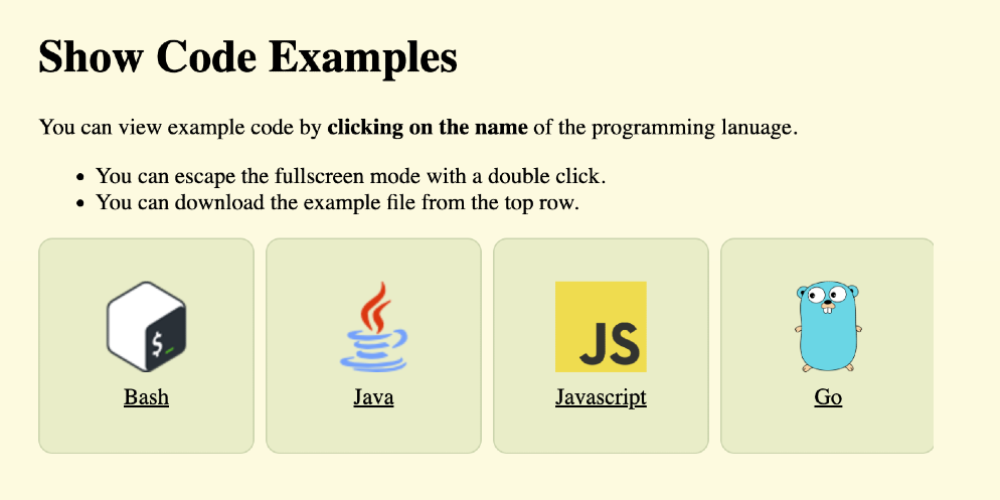 Show Code Examples
You can view example code by clicking on the name of the programming lanuage.
You can escape the fullscreen mode with a double click.
You can download the example file from the top row.
$_
JS
Bash
Java
Javascript
Go